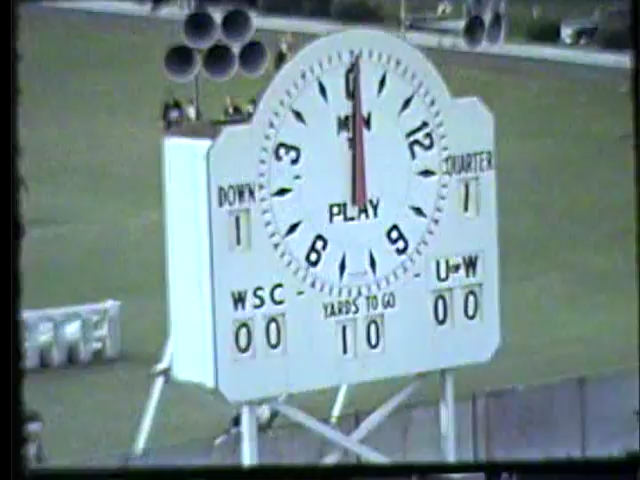 0
MIN
TO
PLAY
3
12
6
9
DOWN
1
QUARTER
1
WSC
00
YARDS TO GO
10
U OF W
00